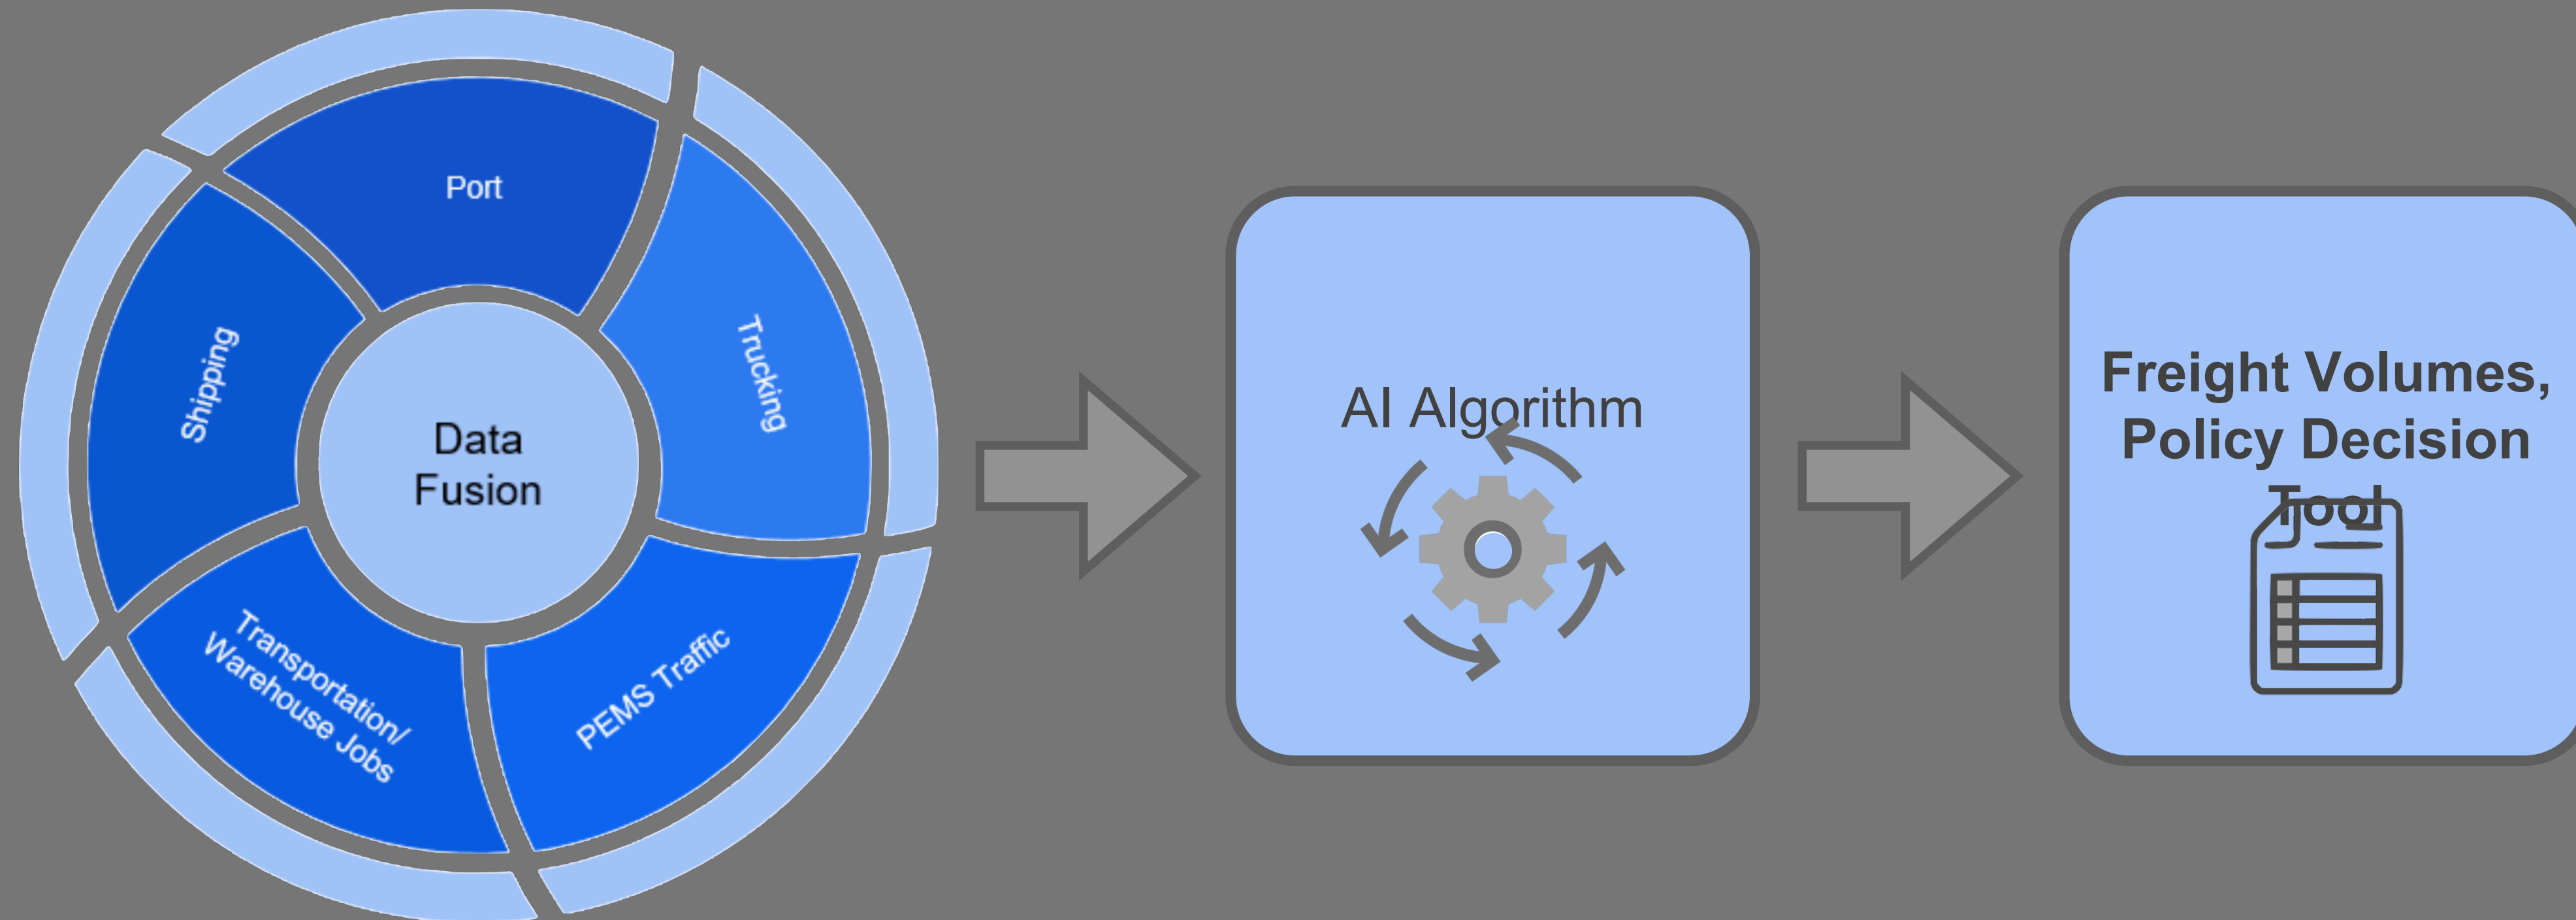 Port
Trucking
Shipping
Data
Fusion
Transportation/
Warehouse Jobs
PEMS Traffic
AI Algorithm
Freight Volumes,
Policy Decision
Tool